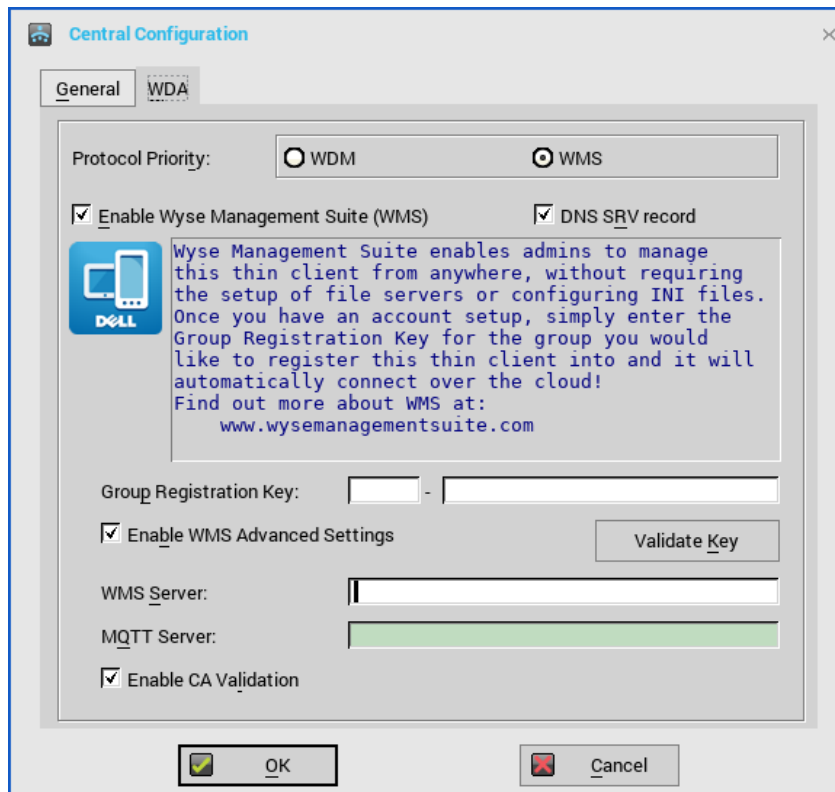 Central Configuration
General WDA
Protocol Priority: WDM WMS
Enable Wyse Management Suite (WMS) DNS SRV record
DELL
Wyse Management Suite enables admins to manage
this thin client from anywhere, without requiring
the setup of file servers or configuring INI files.
Once you have an account setup, simply enter the
Group Registration Key for the group you would
like to register this thin client into and it will
automatically connect over the cloud!
Find out more about WMS at:
www.wysemanagementsuite.com
Group Registration Key: -
Enable WMS Advanced Settings Validate Key
WMS Server:
MQTT Server:
Enable CA Validation
OK Cancel